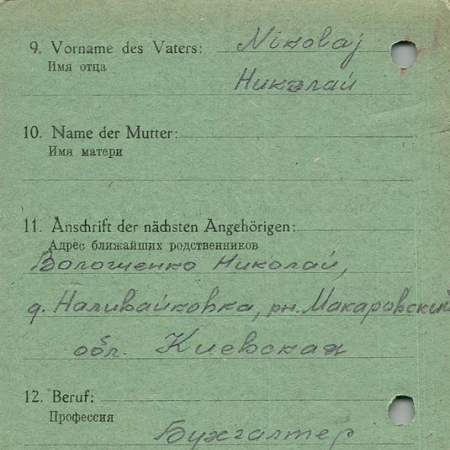 9. Vorname des Vaters: Nikolaj
Имя отца
Николай
10. Name der Mutter:
Имя матери
11. Anschrift der nächsten Angehörigen:
Адрес ближайших родственников
Волощенко Николай,
д. Наливайковка, рн. Макаровский
обл. Киевская
12. Beruf:
Профессия
Бухгалтер